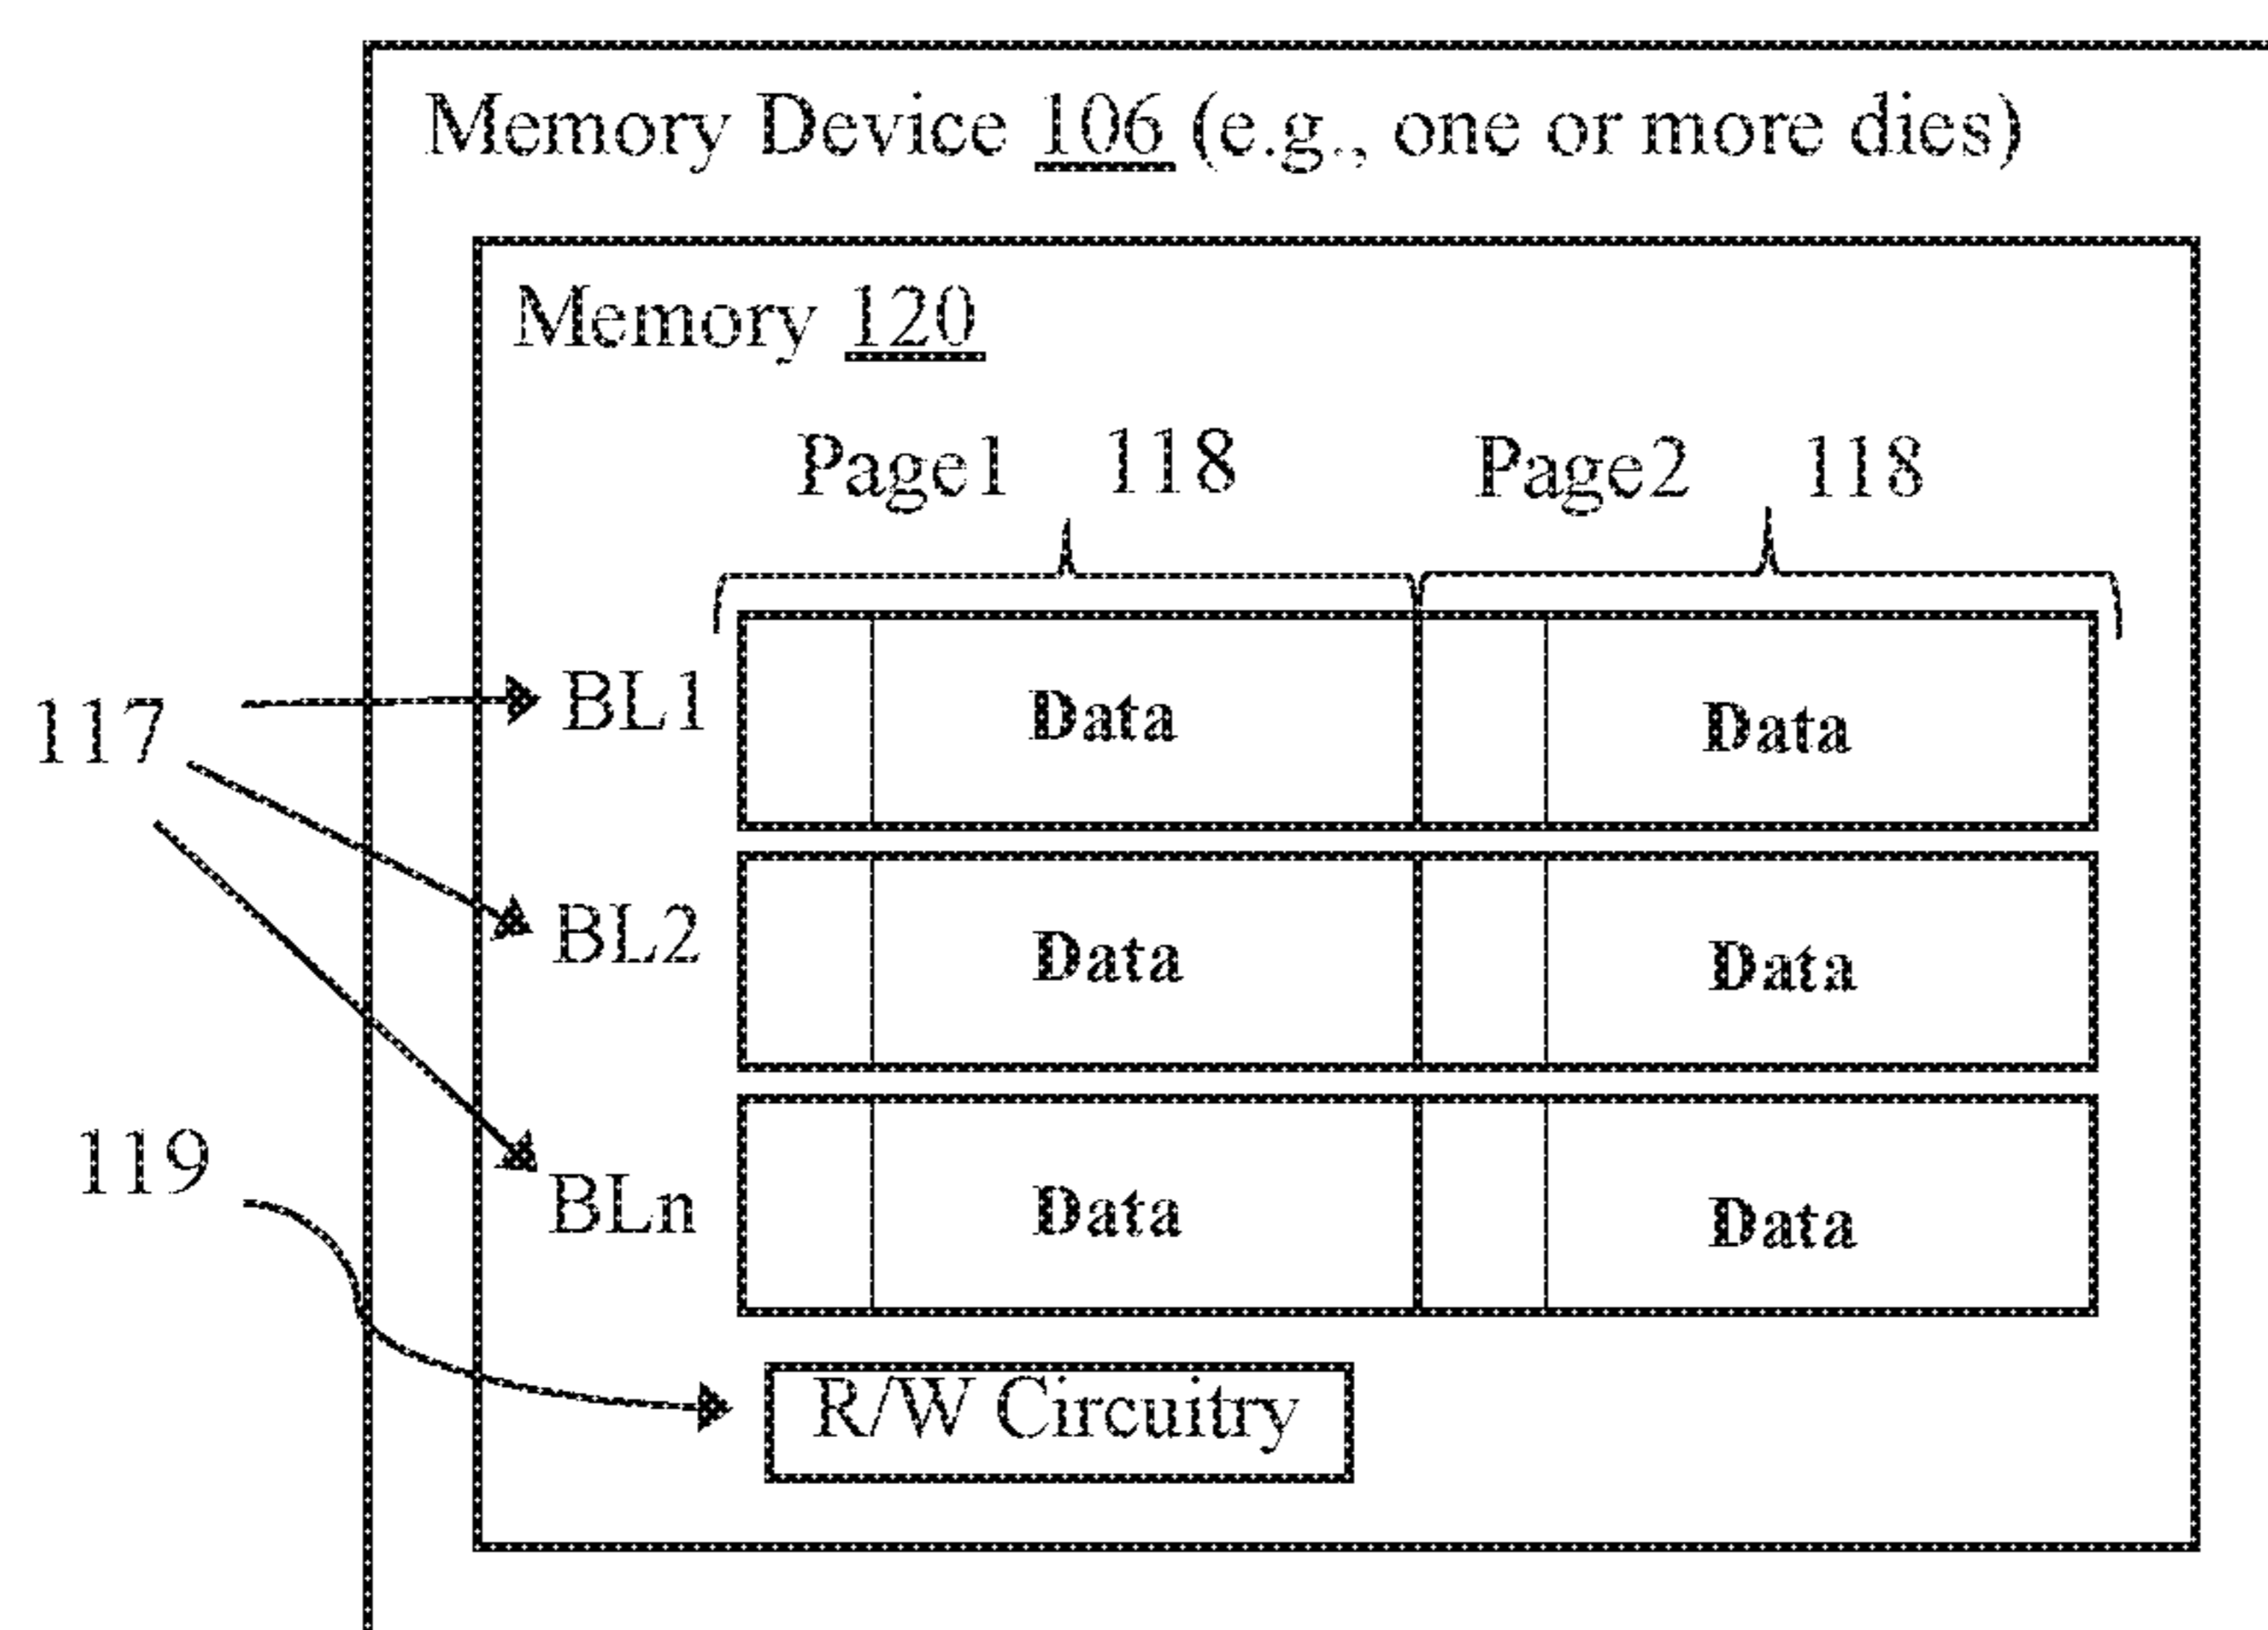 Memory Device 106 (e.g., one or more dies)
Memory 120
Page1 118 Page2 118
117 BL1 Data Data
BL2 Data Data
119 BLn Data Data
R/W Circuitry